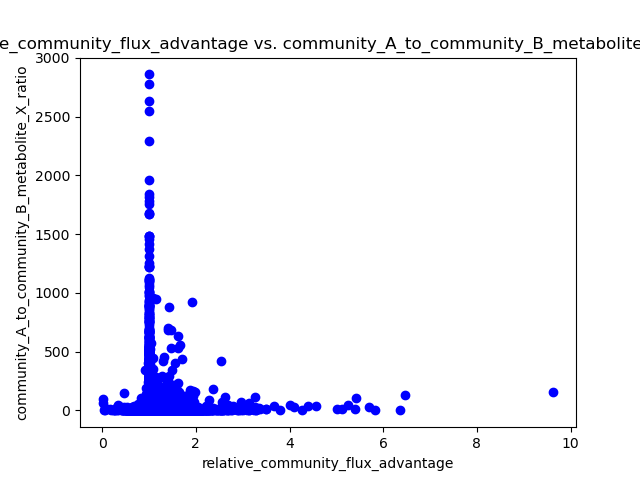 e_community_flux_advantage vs. community_A_to_community_B_metabolite
community_A_to_community_B_metabolite_X_ratio
3000
2500
2000
1500
1000
500
0
0 2 4 6 8 10
relative_community_flux_advantage